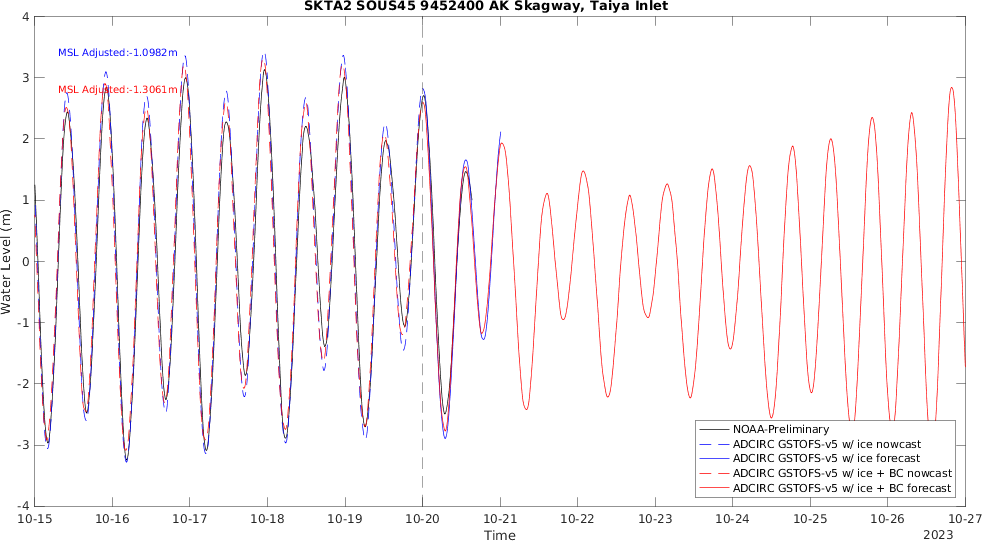 SKTA2 SOUS45 9452400 AK Skagway, Taiya Inlet
MSL Adjusted:-1.0982m
MSL Adjusted:-1.3061m
Water Level (m)
4
3
2
1
0
-1
-2
-3
-4
NOAA-Preliminary
ADCIRC GSTOFS-v5 w/ ice nowcast
ADCIRC GSTOFS-v5 w/ ice forecast
ADCIRC GSTOFS-v5 w/ ice + BC nowcast
ADCIRC GSTOFS-v5 w/ ice + BC forecast
10-15 10-16 10-17 10-18 10-19 10-20 10-21 10-22 10-23 10-24 10-25 10-26 10-27
Time
2023